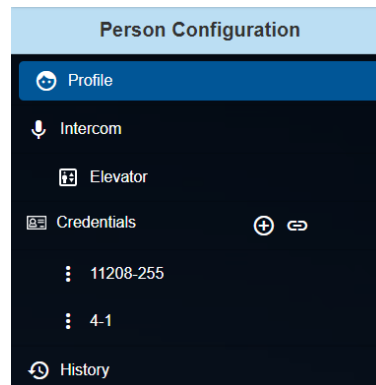 Person Configuration
Profile
Intercom
Elevator
Credentials
11208-255
4-1
History